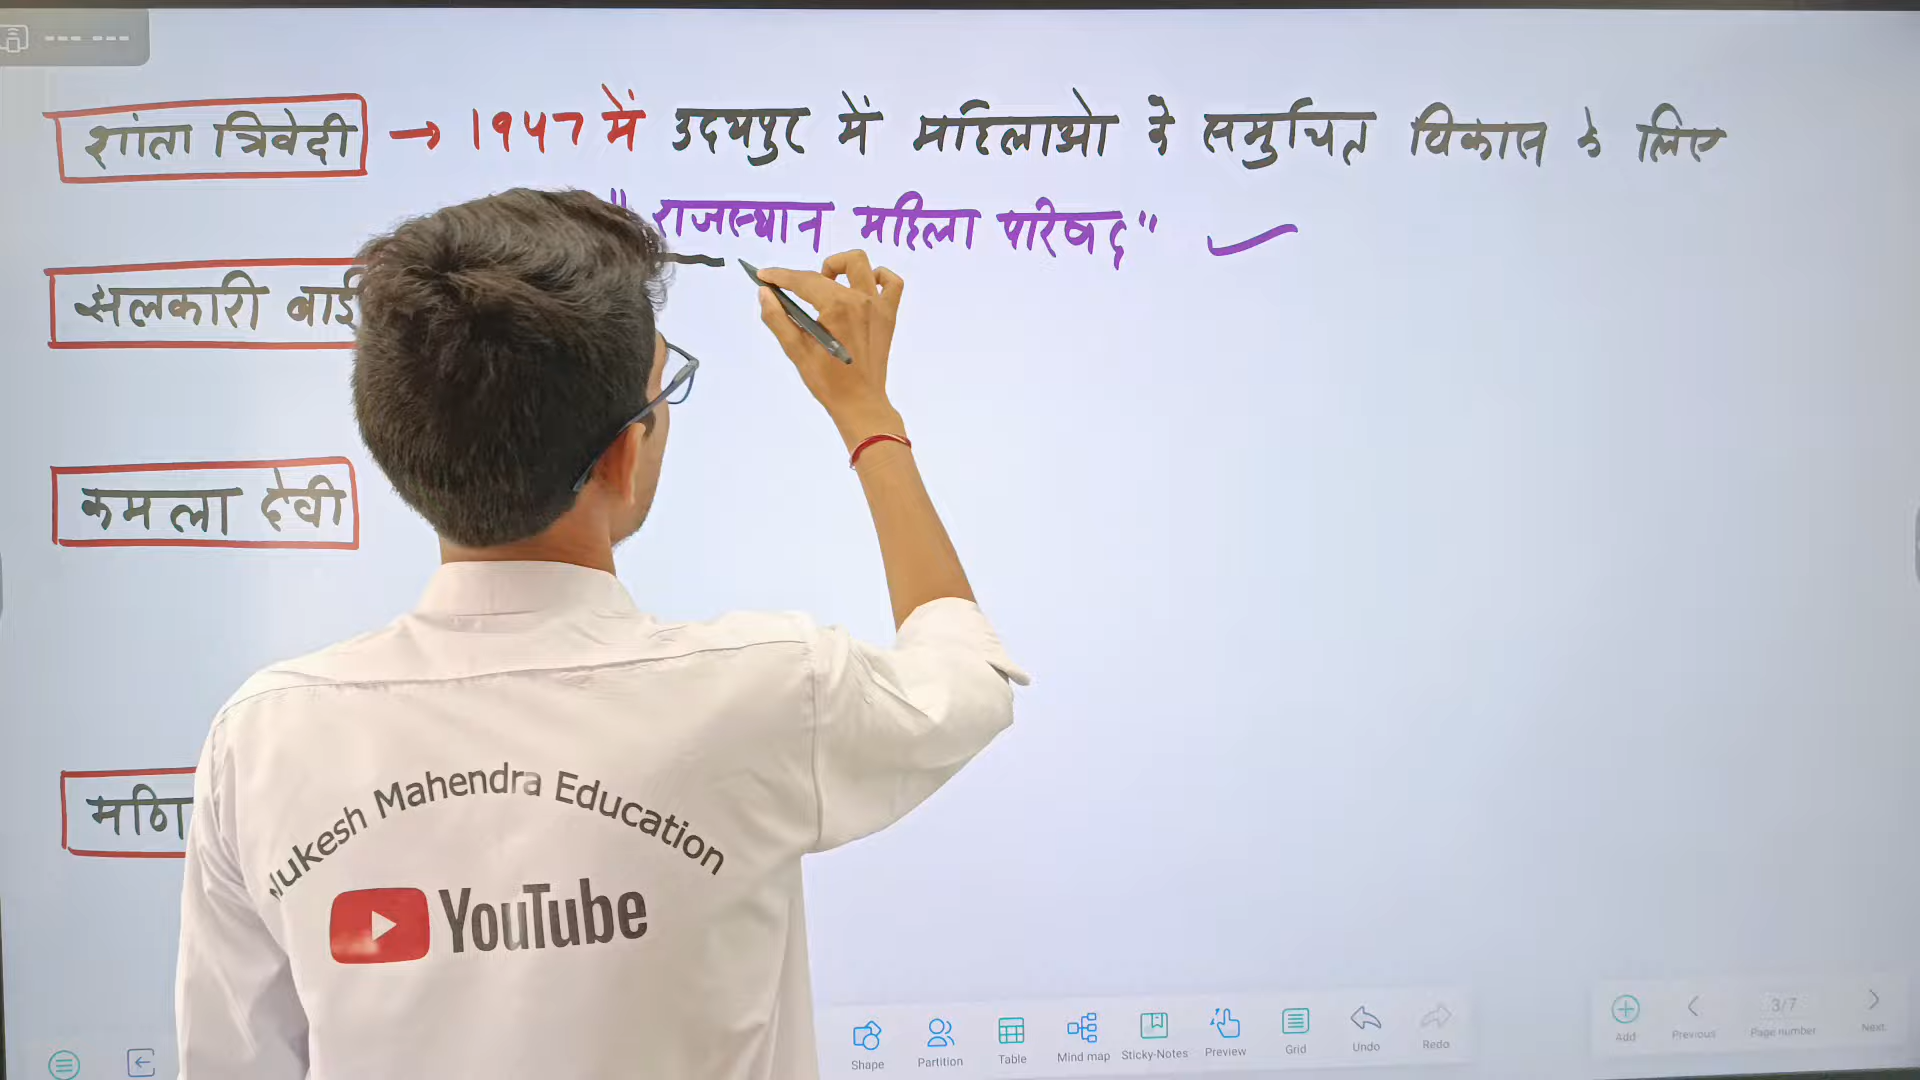 शांता त्रिवेदी → १९४७ में उदयपुर में महिलाओ के समुचित विकास के लिए
" राजस्थान महिला परिषद "
झलकारी बाई
कमला देवी
Mukesh Mahendra Education
YouTube
Shape
Partition
Table
Mind map
Sticky-Notes
Preview
Grid
Undo
Redo
Add
Previous
3/7
Page number
Next